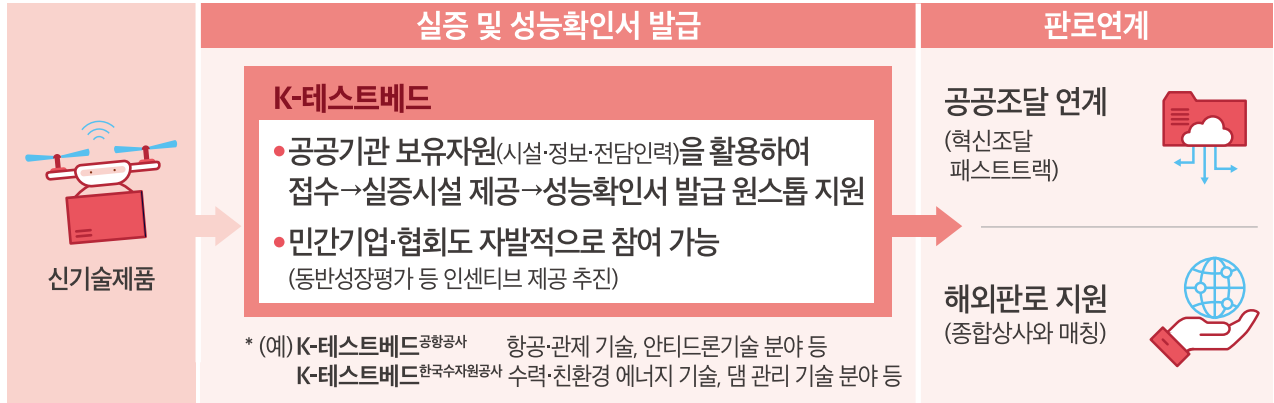 신기술제품
실증 및 성능확인서 발급
K-테스트베드
•공공기관 보유자원(시설·정보·전담인력)을 활용하여
접수→실증시설 제공→성능확인서 발급 원스톱 지원
•민간기업·협회도 자발적으로 참여 가능
(동반성장평가 등 인센티브 제공 추진)
* (예) K-테스트베드공항공사 항공·관제 기술, 안티드론기술 분야 등
K-테스트베드한국수자원공사 수력·친환경 에너지 기술, 댐 관리 기술 분야 등
판로연계
공공조달 연계
(혁신조달
패스트트랙)
해외판로 지원
(종합상사와 매칭)